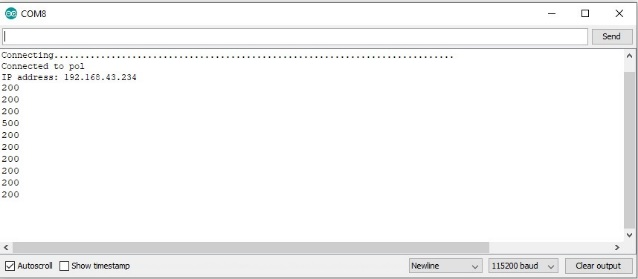 COM8
Send
Connecting.............................................................................
Connected to pol
IP address: 192.168.43.234
200
200
200
500
200
200
200
200
200
200
Autoscroll Show timestamp Newline 115200 baud Clear output